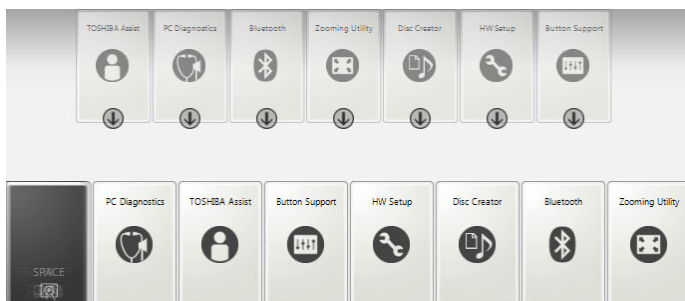 TOSHIBA Assist
PC Diagnostics
Bluetooth
Zooming Utility
Disc Creator
HW Setup
Button Support
PC Diagnostics
TOSHIBA Assist
Button Support
HW Setup
Disc Creator
Bluetooth
Zooming Utility
SPACE